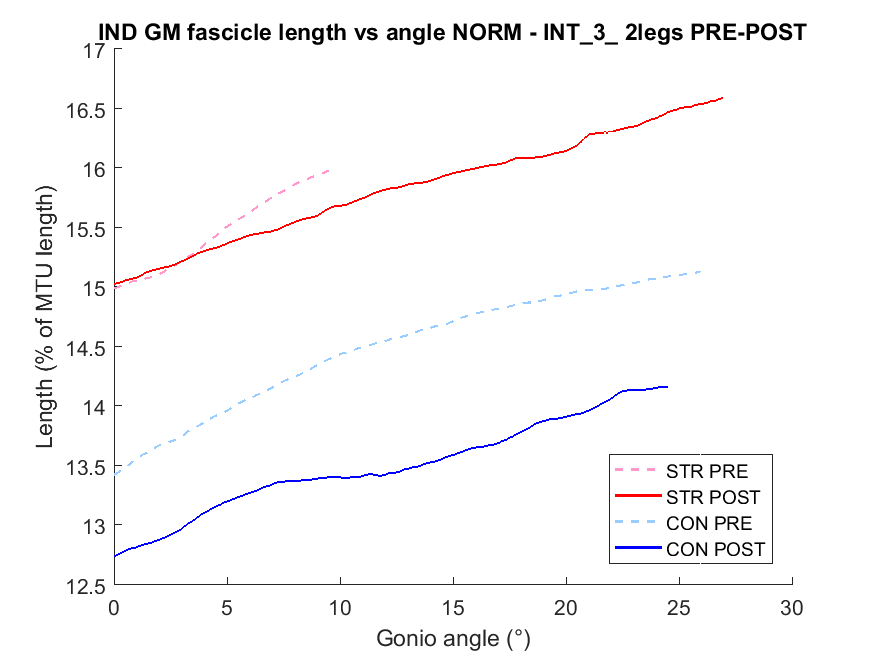 IND GM fascicle length vs angle NORM - INT_3_ 2legs PRE-POST
17
16.5
16
15.5
15
14.5
14
13.5
13
12.5
Length (% of MTU length)
STR PRE
STR POST
CON PRE
CON POST
0 5 10 15 20 25 30
Gonio angle (°)